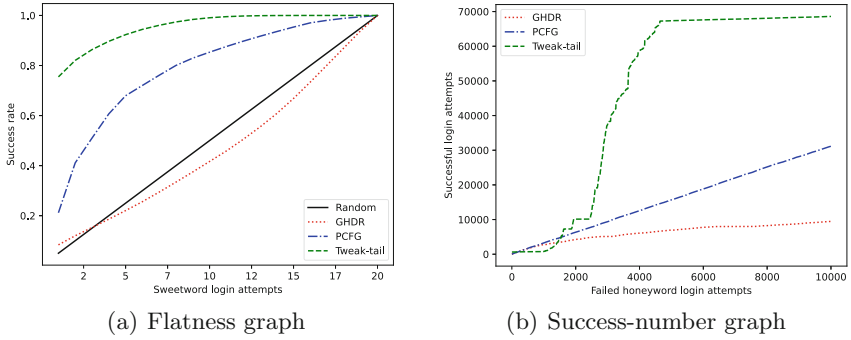 1.0
0.8
0.6
0.4
0.2
Success rate
2
5
7
10
12
15
17
20
Sweetword login attempts
Random
GHDR
PCFG
Tweak-tail
(a) Flatness graph
70000
60000
50000
40000
30000
20000
10000
0
Successful login attempts
0
2000
4000
6000
8000
10000
Failed honeyword login attempts
GHDR
PCFG
Tweak-tail
(b) Success-number graph